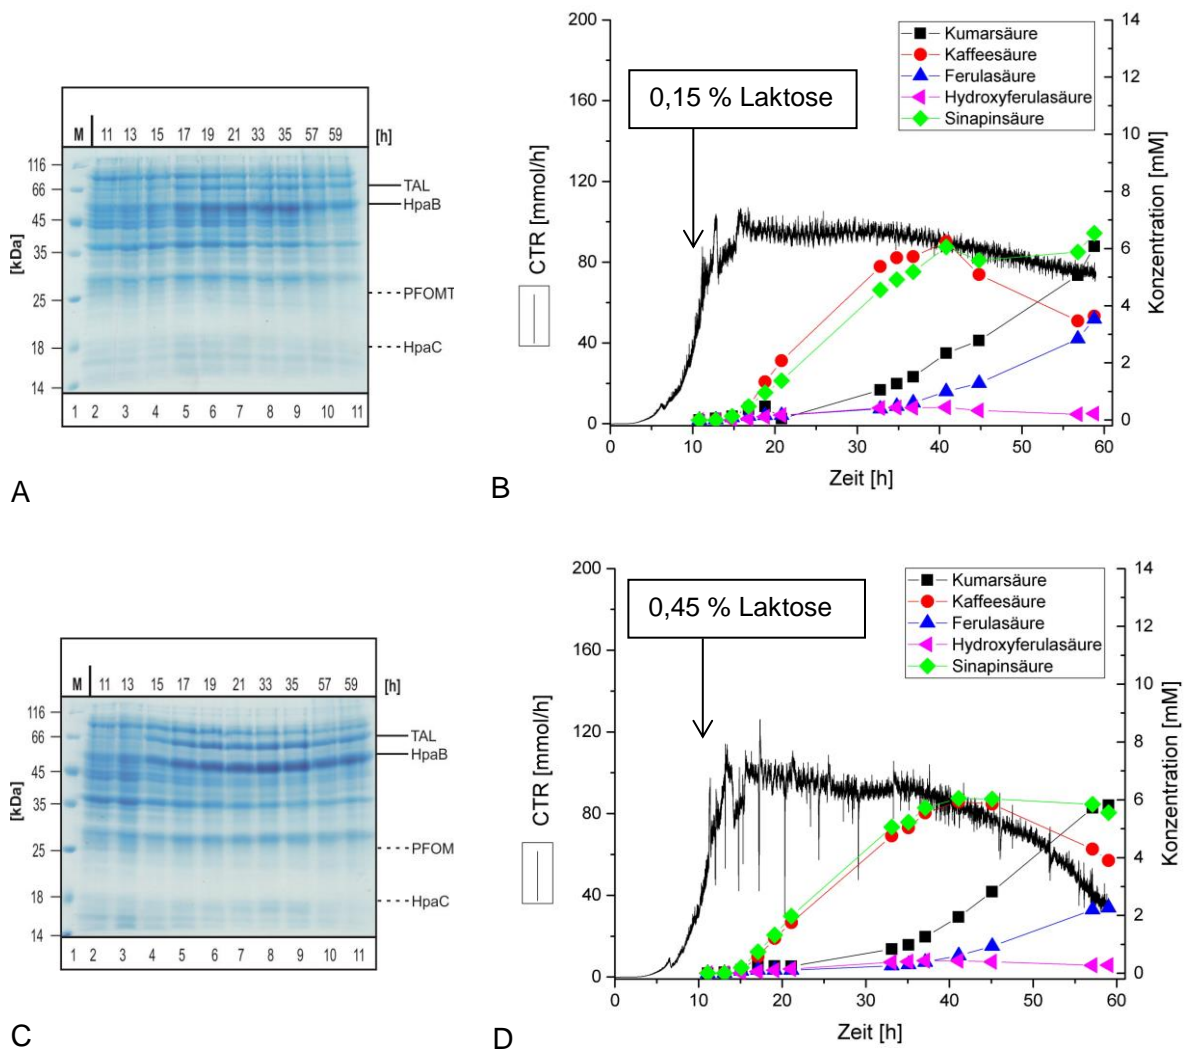 M 11 13 15 17 19 21 33 35 57 59 [h]
116
66
45
35
25
18
14
[kDa]
TAL
HpaB
PFOMT
HpaC
1 2 3 4 5 6 7 8 9 10 11
A
0,15 % Laktose
Kumarsäure
Kaffeesäure
Ferulasäure
Hydroxyferulasäure
Sinapinsäure
CTR [mmol/h]
200
160
120
80
40
0
0 10 20 30 40 50 60
Zeit [h]
14
12
10
8
6
4
2
0
Konzentration [mM]
B
M 11 13 15 17 19 21 33 35 57 59 [h]
116
66
45
35
25
18
14
[kDa]
TAL
HpaB
PFOM
HpaC
1 2 3 4 5 6 7 8 9 10 11
C
0,45 % Laktose
Kumarsäure
Kaffeesäure
Ferulasäure
Hydroxyferulasäure
Sinapinsäure
CTR [mmol/h]
200
160
120
80
40
0
0 10 20 30 40 50 60
Zeit [h]
14
12
10
8
6
4
2
0
Konzentration [mM]
D